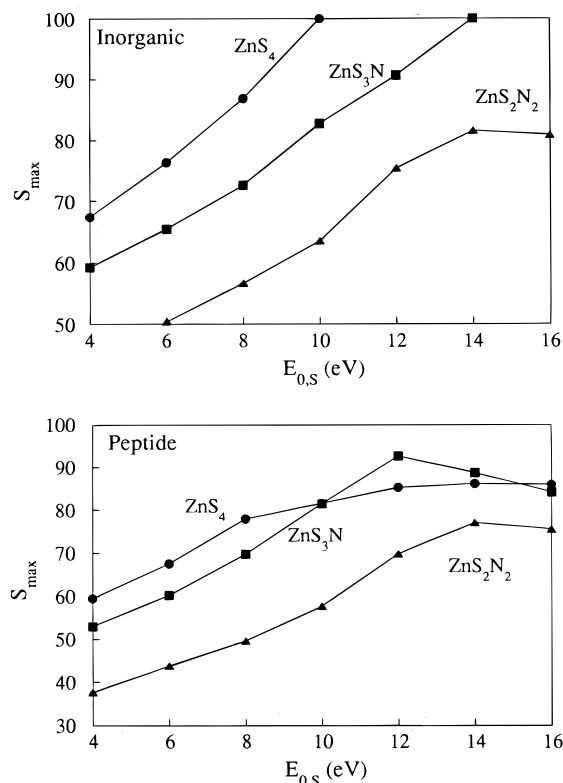 Inorganic
ZnS₄
ZnS₃N
ZnS₂N₂
100
90
80
70
60
50
S_max
4 6 8 10 12 14 16
E₀,S (eV)
Peptide
ZnS₄
ZnS₃N
ZnS₂N₂
100
90
80
70
60
50
40
30
S_max
4 6 8 10 12 14 16
E₀,S (eV)